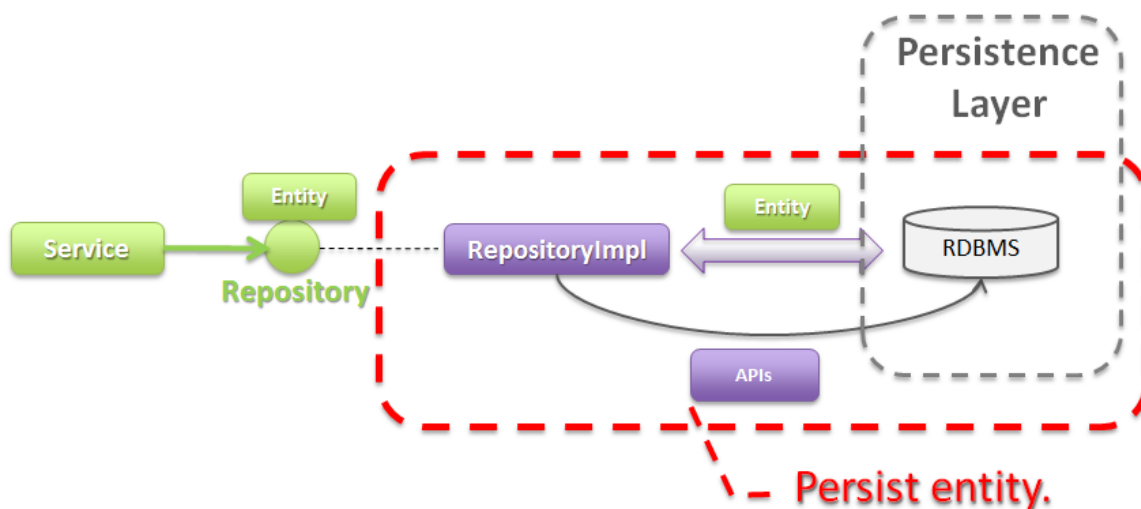 Persistence
Layer
Entity
Entity
Service
RepositoryImpl
RDBMS
Repository
APIs
Persist entity.